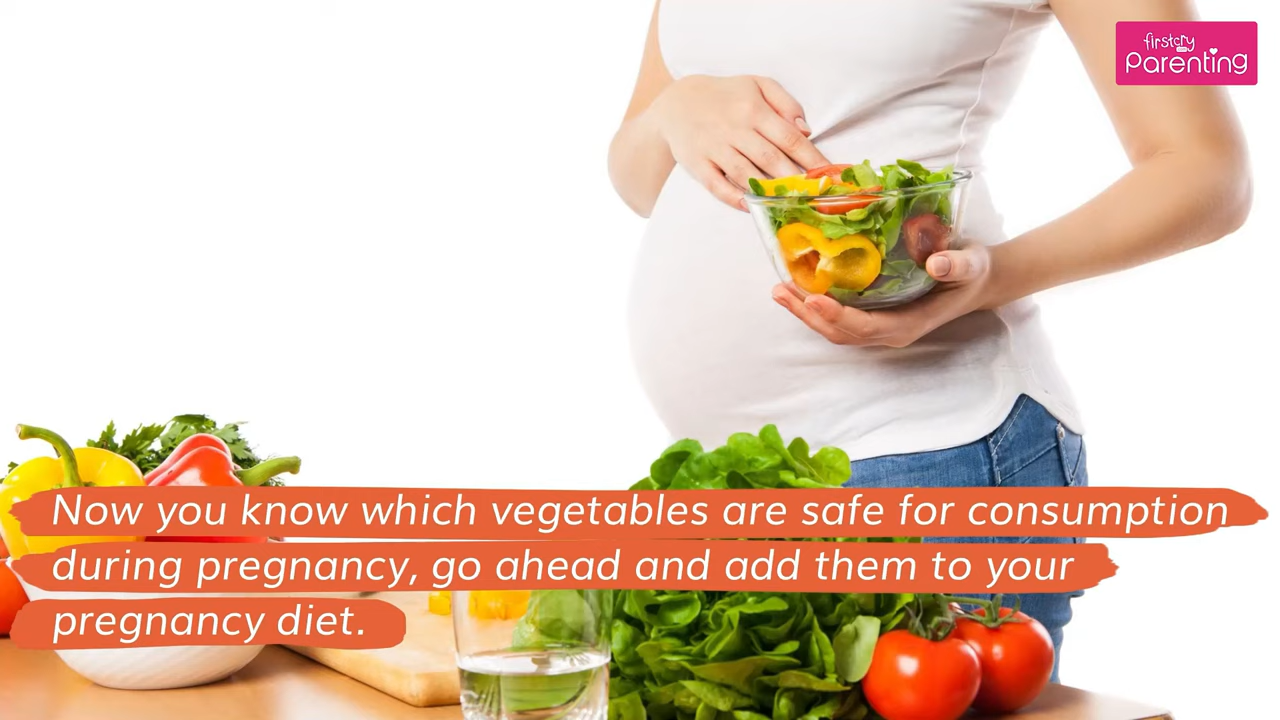 firstcry
Parenting
Now you know which vegetables are safe for consumption
during pregnancy, go ahead and add them to your
pregnancy diet.